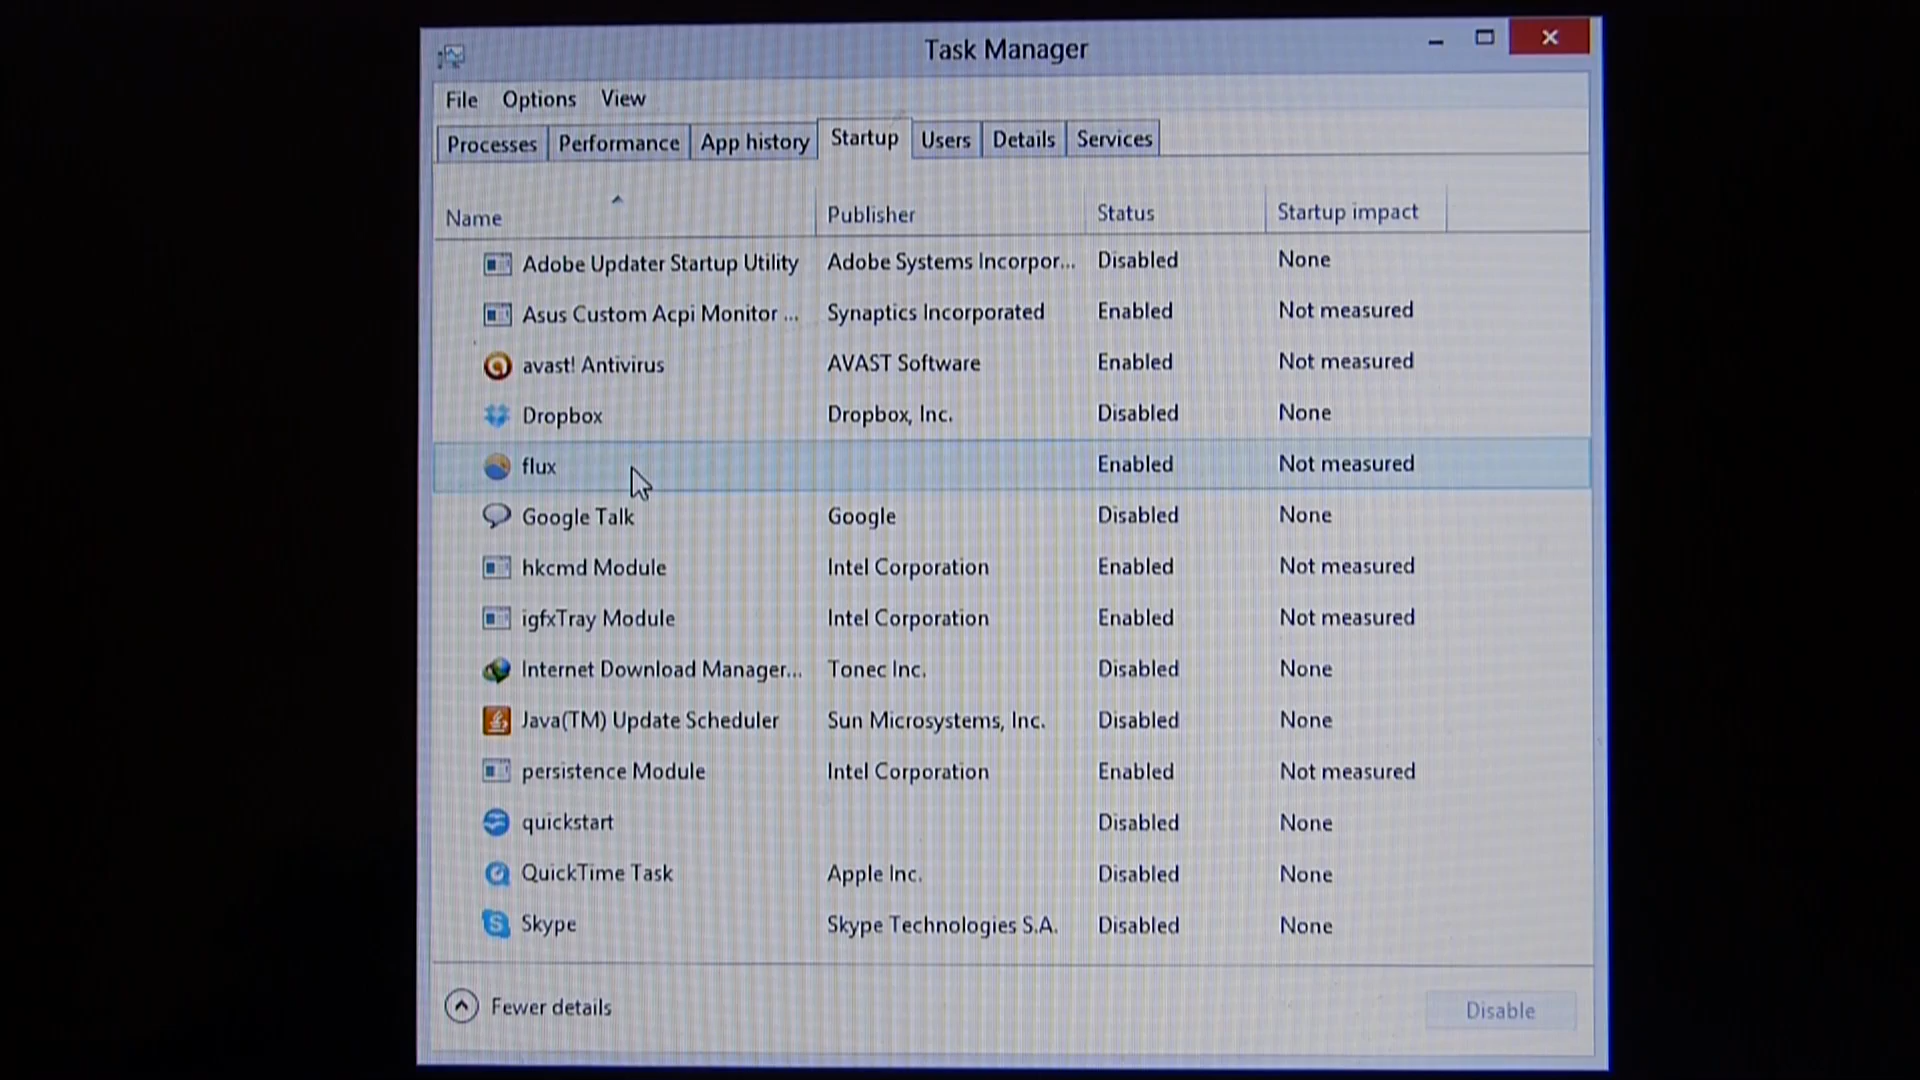 Task Manager
File Options View
Processes Performance App history Startup Users Details Services
Name Publisher Status Startup impact
Adobe Updater Startup Utility Adobe Systems Incorpor... Disabled None
Asus Custom Acpi Monitor ... Synaptics Incorporated Enabled Not measured
avast! Antivirus AVAST Software Enabled Not measured
Dropbox Dropbox, Inc. Disabled None
flux Enabled Not measured
Google Talk Google Disabled None
hkcmd Module Intel Corporation Enabled Not measured
igfxTray Module Intel Corporation Enabled Not measured
Internet Download Manager... Tonec Inc. Disabled None
Java(TM) Update Scheduler Sun Microsystems, Inc. Disabled None
persistence Module Intel Corporation Enabled Not measured
quickstart Disabled None
QuickTime Task Apple Inc. Disabled None
Skype Skype Technologies S.A. Disabled None
Fewer details Disable